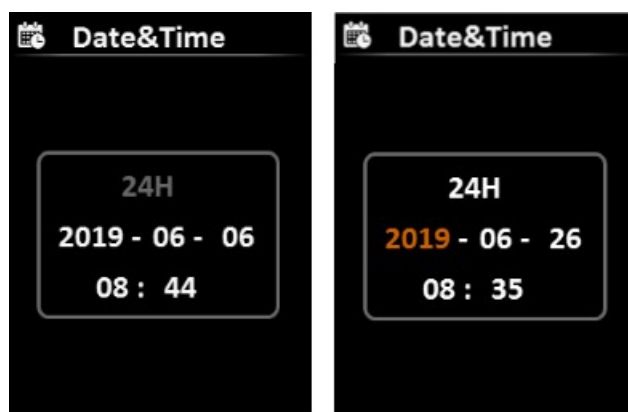 Date&Time
24H
2019 - 06 - 06
08 : 44
Date&Time
24H
2019 - 06 - 26
08 : 35